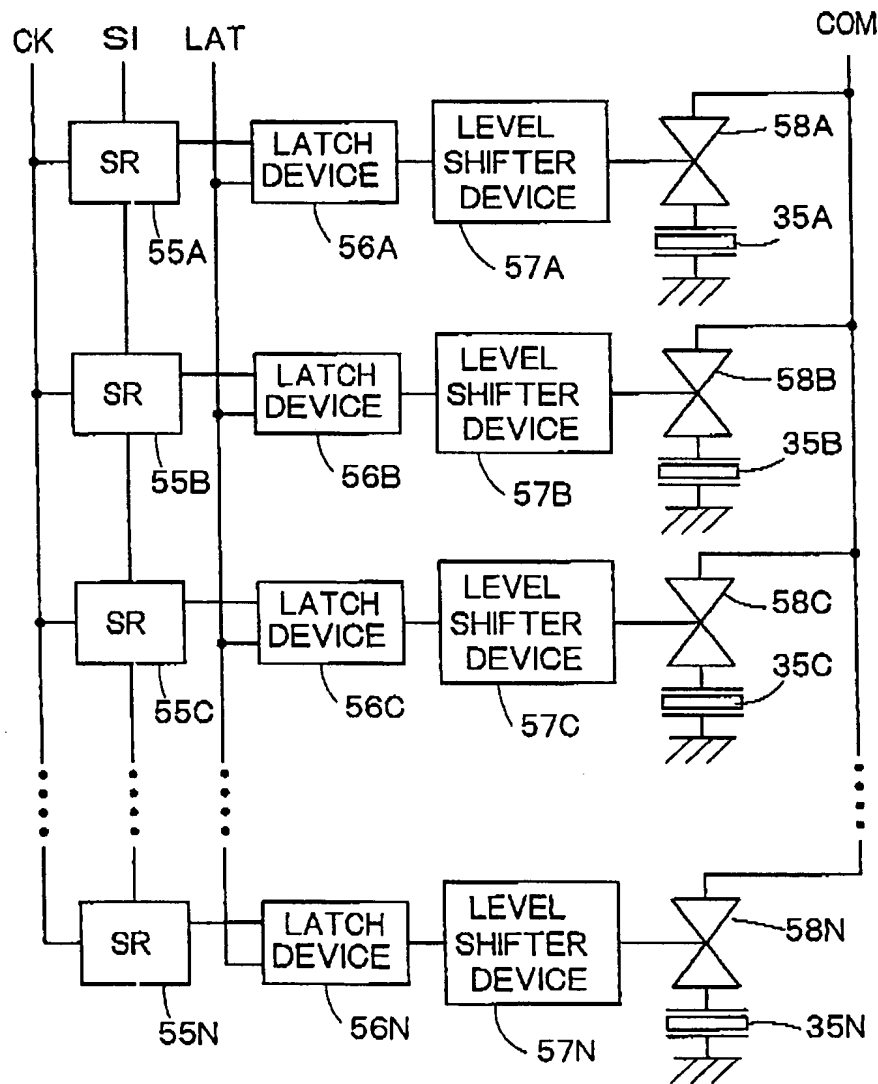 CK SI LAT COM
SR
LATCH
DEVICE
LEVEL
SHIFTER
DEVICE
58A
35A
55A
56A
57A
SR
LATCH
DEVICE
LEVEL
SHIFTER
DEVICE
58B
35B
55B
56B
57B
SR
LATCH
DEVICE
LEVEL
SHIFTER
DEVICE
58C
35C
55C
56C
57C
SR
LATCH
DEVICE
LEVEL
SHIFTER
DEVICE
58N
35N
55N
56N
57N